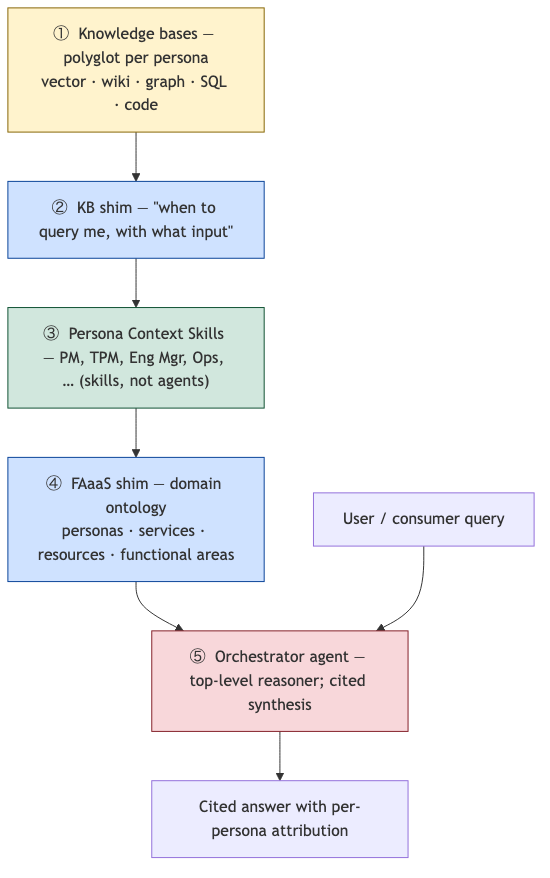 ① Knowledge bases —
polyglot per persona
vector · wiki · graph · SQL
· code
② KB shim — "when to
query me, with what input"
③ Persona Context Skills
— PM, TPM, Eng Mgr, Ops,
… (skills, not agents)
④ FAaaS shim — domain
ontology
personas · services ·
resources · functional areas
User / consumer query
⑤ Orchestrator agent —
top-level reasoner; cited
synthesis
Cited answer with per-
persona attribution